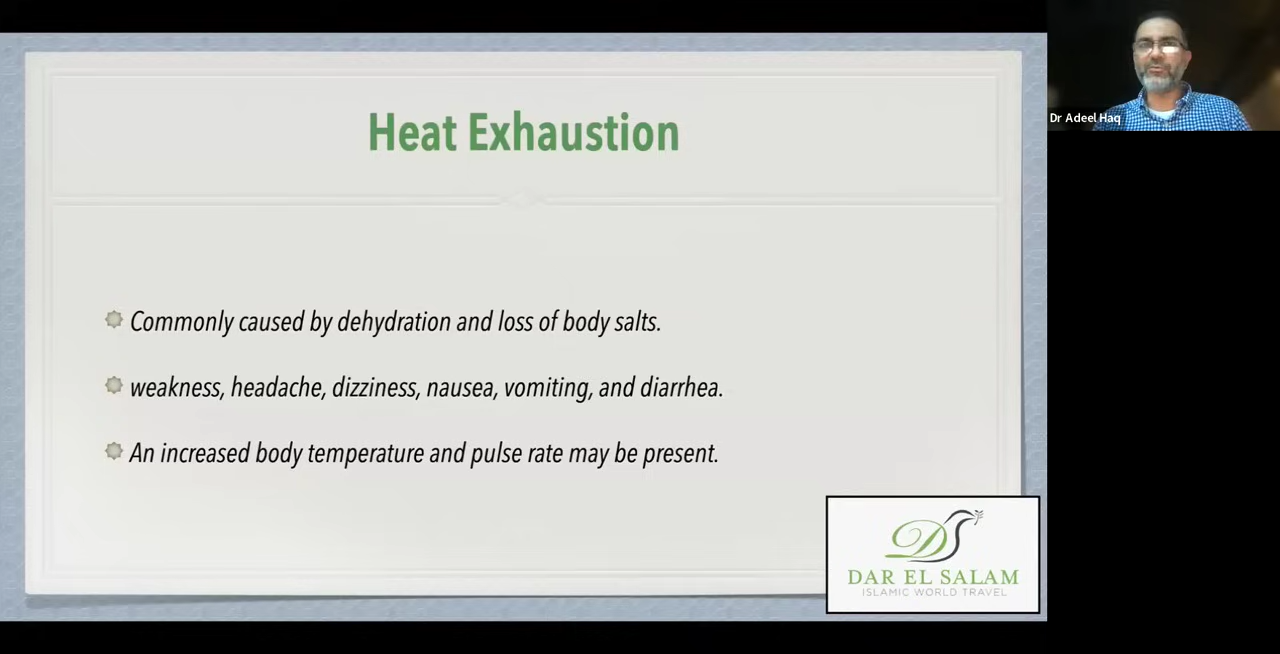 Heat Exhaustion
Commonly caused by dehydration and loss of body salts.
weakness, headache, dizziness, nausea, vomiting, and diarrhea.
An increased body temperature and pulse rate may be present.
DS
DAR EL SALAM
ISLAMIC WORLD TRAVEL
Dr Adeel Haq